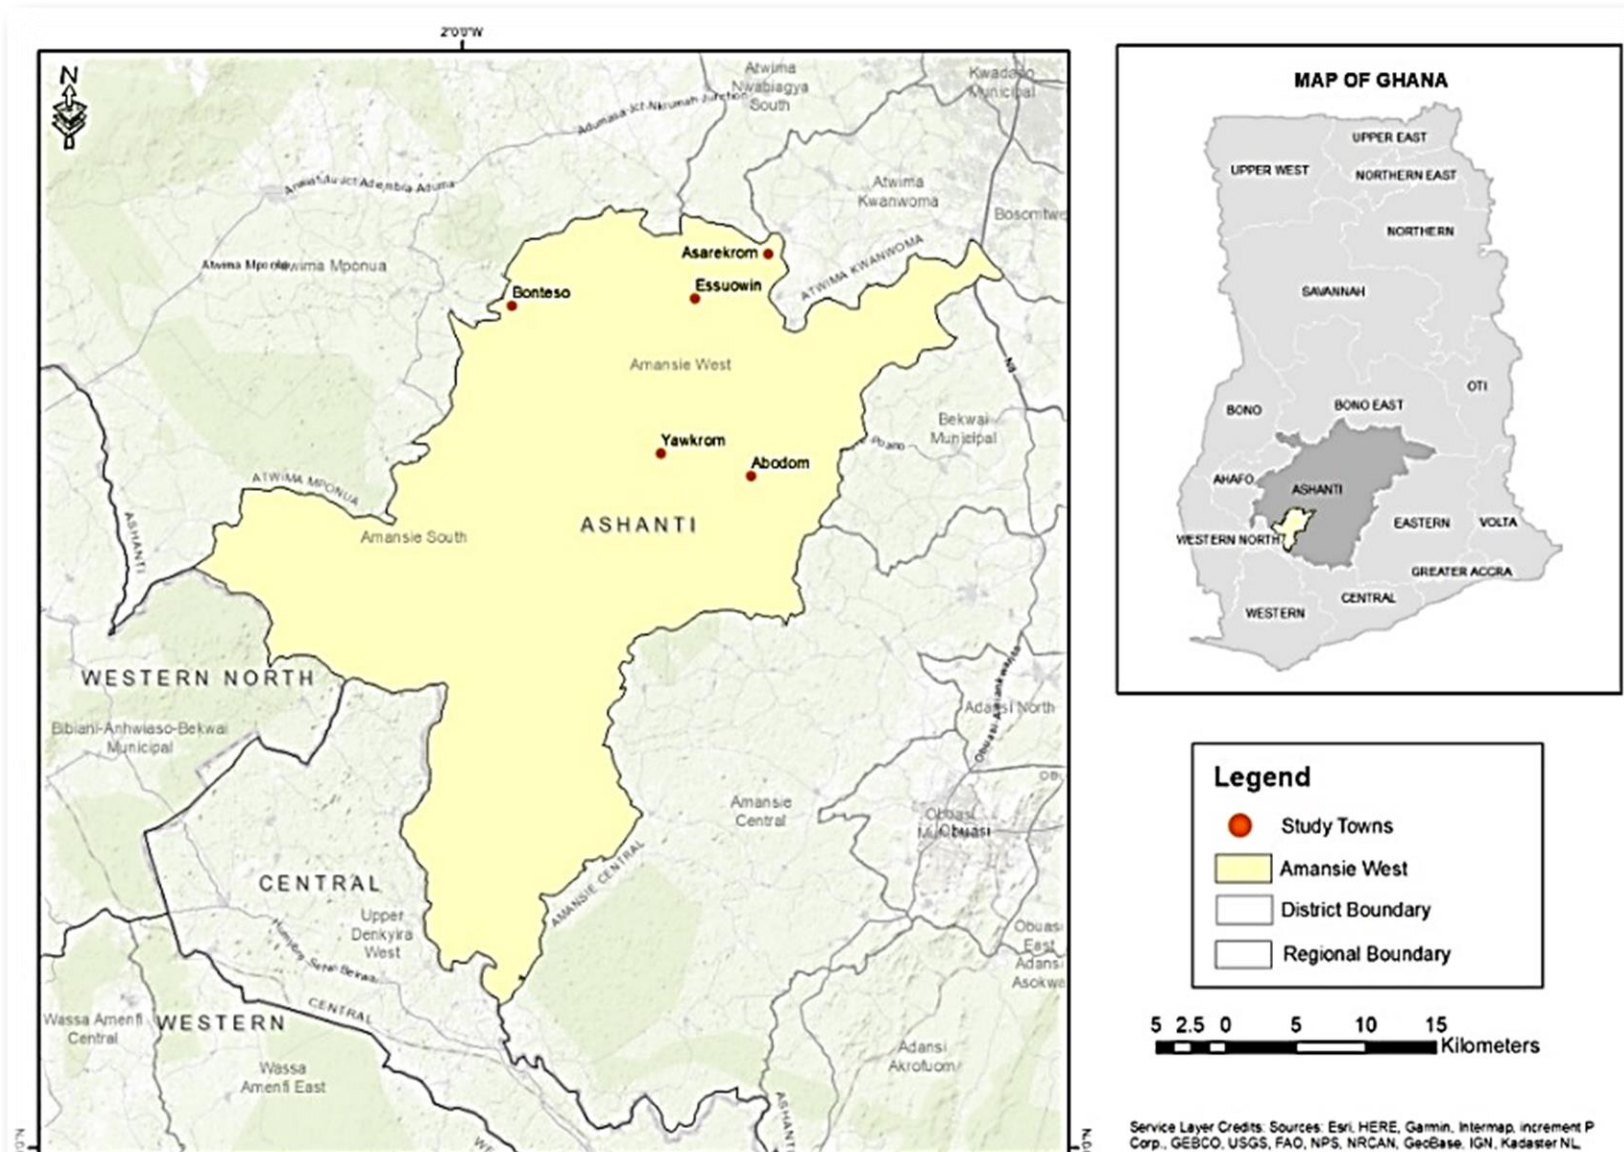 2°0'0"W
N
Atwima
Nwabiagya
South
Kwadaso
Municipal
Adumasa Jct-Nkrumah Junction
Atwima
Kwanwoma
Bosomtwe
Atwima Mponua
Asarekrom
ATWIMA KWANWOMA
Essuowin
Bonteso
Amansie West
N8
Bekwai
Municipal
Yawkrom
Abodom
ATWIMA MPONUA
ASHANTI
Amansie South
ASHANTI
WESTERN NORTH
Bibiani-Anhwiaso-Bekwai
Municipal
Adansi North
Amansie
Central
Obuasi
AMANSIE CENTRAL
CENTRAL
Upper
Denkyira
West
Obuasi
East
Adansi
Asokwa
CENTRAL
Wassa Amenfi
Central
WESTERN
Wassa
Amenfi East
Adansi
Akrofuom
ASHANTI
MAP OF GHANA
UPPER EAST
UPPER WEST
NORTHERN EAST
NORTHERN
SAVANNAH
OTI
BONO
BONO EAST
AHAFO
ASHANTI
EASTERN
VOLTA
WESTERN NORTH
GREATER ACCRA
CENTRAL
WESTERN
Legend
Study Towns
Amansie West
District Boundary
Regional Boundary
5 2.5 0 5 10 15
Kilometers
Service Layer Credits: Sources: Esri, HERE, Garmin, Intermap, increment P
Corp., GEBCO, USGS, FAO, NPS, NRCAN, GeoBase, IGN, Kadaster NL,